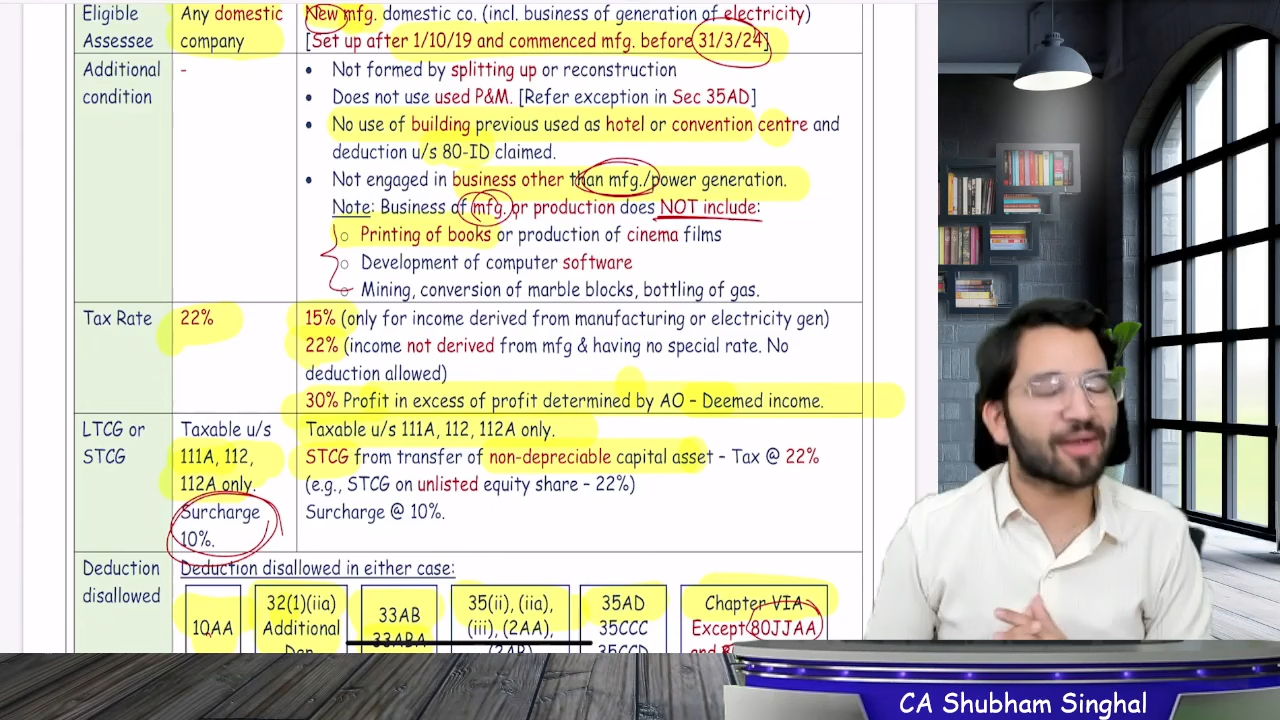 Eligible Any domestic New mfg. domestic co. (incl. business of generation of electricity)
Assessee company [Set up after 1/10/19 and commenced mfg. before 31/3/24]
Additional - • Not formed by splitting up or reconstruction
condition • Does not use used P&M. [Refer exception in Sec 35AD]
• No use of building previous used as hotel or convention centre and
deduction u/s 80-ID claimed.
• Not engaged in business other than mfg./power generation.
Note: Business of mfg. or production does NOT include:
○ Printing of books or production of cinema films
○ Development of computer software
○ Mining, conversion of marble blocks, bottling of gas.
Tax Rate 22% 15% (only for income derived from manufacturing or electricity gen)
22% (income not derived from mfg & having no special rate. No
deduction allowed)
30% Profit in excess of profit determined by AO – Deemed income.
LTCG or Taxable u/s Taxable u/s 111A, 112, 112A only.
STCG 111A, 112, STCG from transfer of non-depreciable capital asset – Tax @ 22%
112A only. (e.g., STCG on unlisted equity share – 22%)
Surcharge Surcharge @ 10%.
10%.
Deduction Deduction disallowed in either case:
disallowed
32(1)(iia) 35(ii), (iia), 35AD Chapter VIA
10AA Additional 33AB (iii), (2AA), 35CCC Except 80JJAA
33ABA
Dep (2AB) 35CCD and
CA Shubham Singhal